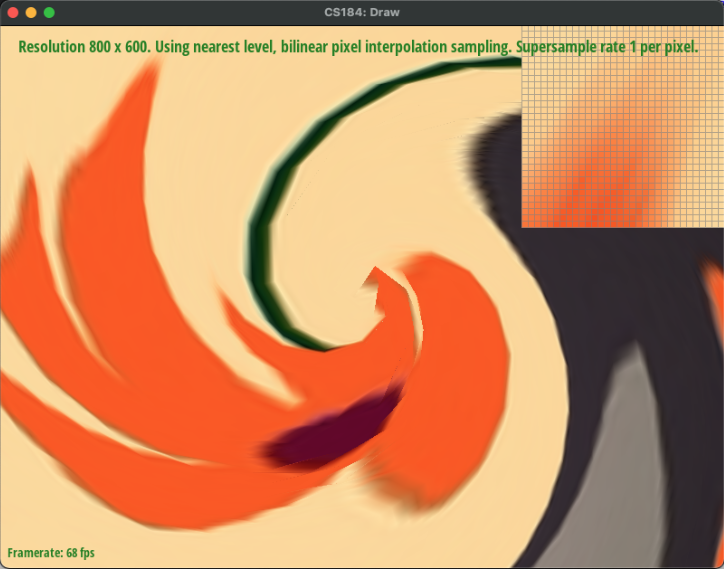 CS184: Draw
Resolution 800 x 600. Using nearest level, bilinear pixel interpolation sampling. Supersample rate 1 per pixel.
Framerate: 68 fps